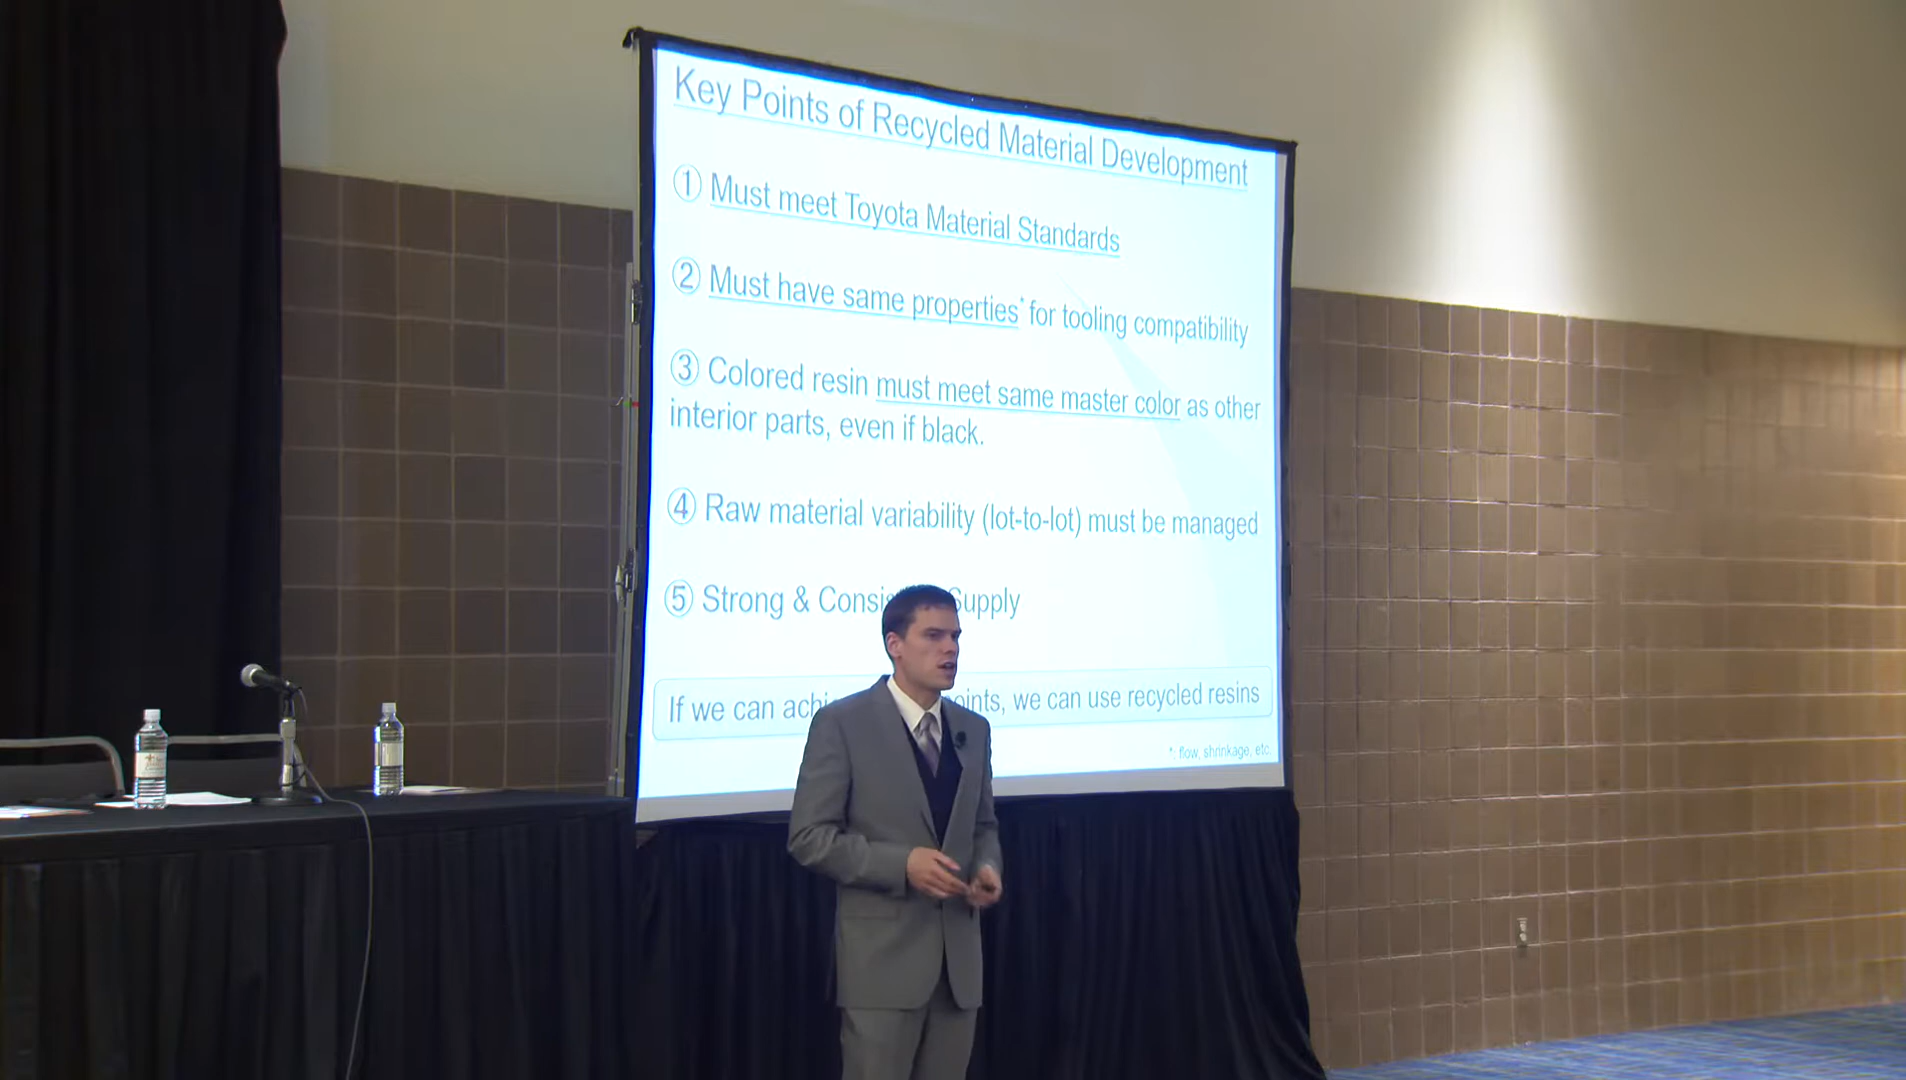 Key Points of Recycled Material Development
① Must meet Toyota Material Standards
② Must have same properties* for tooling compatibility
③ Colored resin must meet same master color as other
interior parts, even if black.
④ Raw material variability (lot-to-lot) must be managed
⑤ Strong & Supply
If we can we can use recycled resins
*: flow, shrinkage, etc.